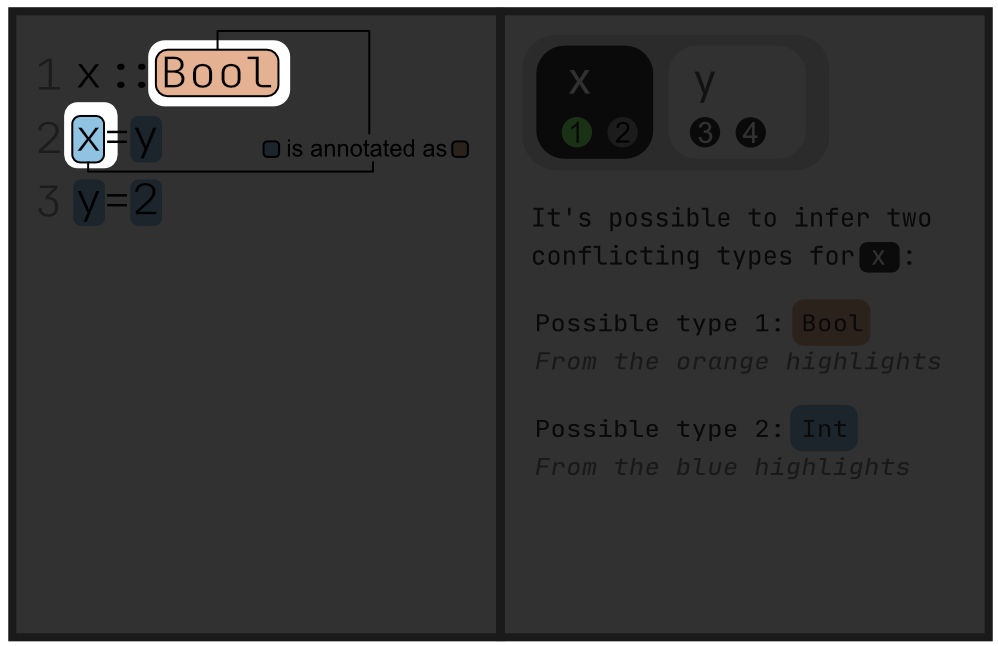 1 x::Bool
2 x=y
is annotated as
3 y=2
x y
1 2 3 4
It's possible to infer two
conflicting types for x :
Possible type 1: Bool
From the orange highlights
Possible type 2: Int
From the blue highlights